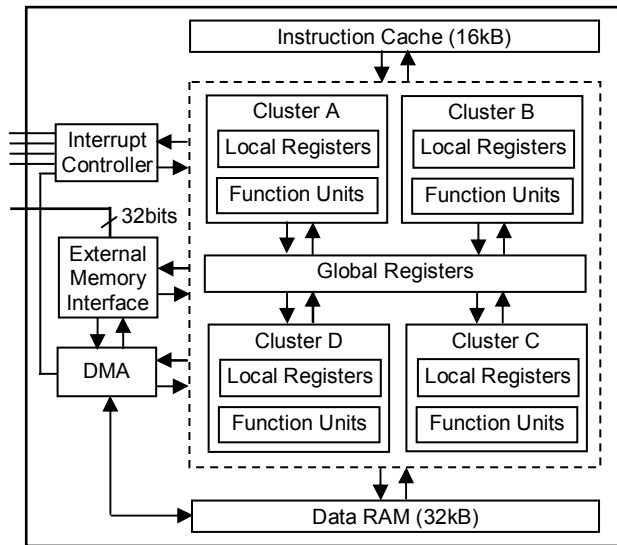 Instruction Cache (16kB)
Cluster A
Local Registers
Function Units
Cluster B
Local Registers
Function Units
Interrupt
Controller
32bits
External
Memory
Interface
DMA
Global Registers
Cluster D
Local Registers
Function Units
Cluster C
Local Registers
Function Units
Data RAM (32kB)